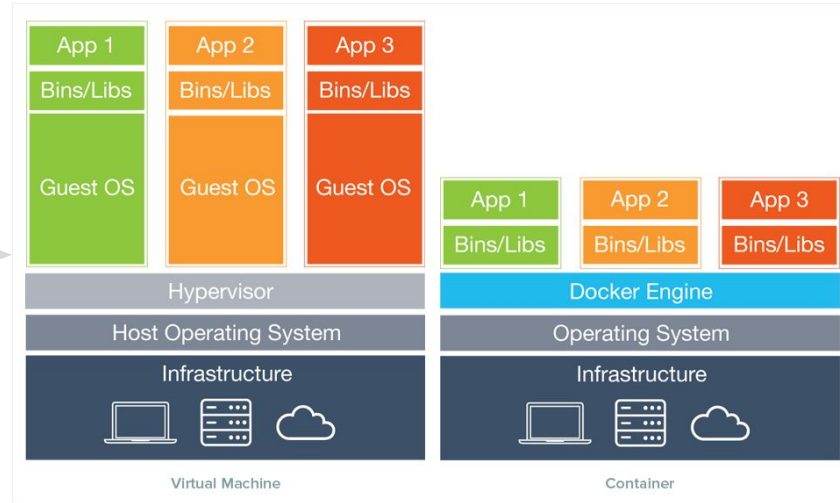 App 1
App 2
App 3
Bins/Libs
Bins/Libs
Bins/Libs
Guest OS
Guest OS
Guest OS
Hypervisor
Host Operating System
Infrastructure
Virtual Machine
App 1
App 2
App 3
Bins/Libs
Bins/Libs
Bins/Libs
Docker Engine
Operating System
Infrastructure
Container